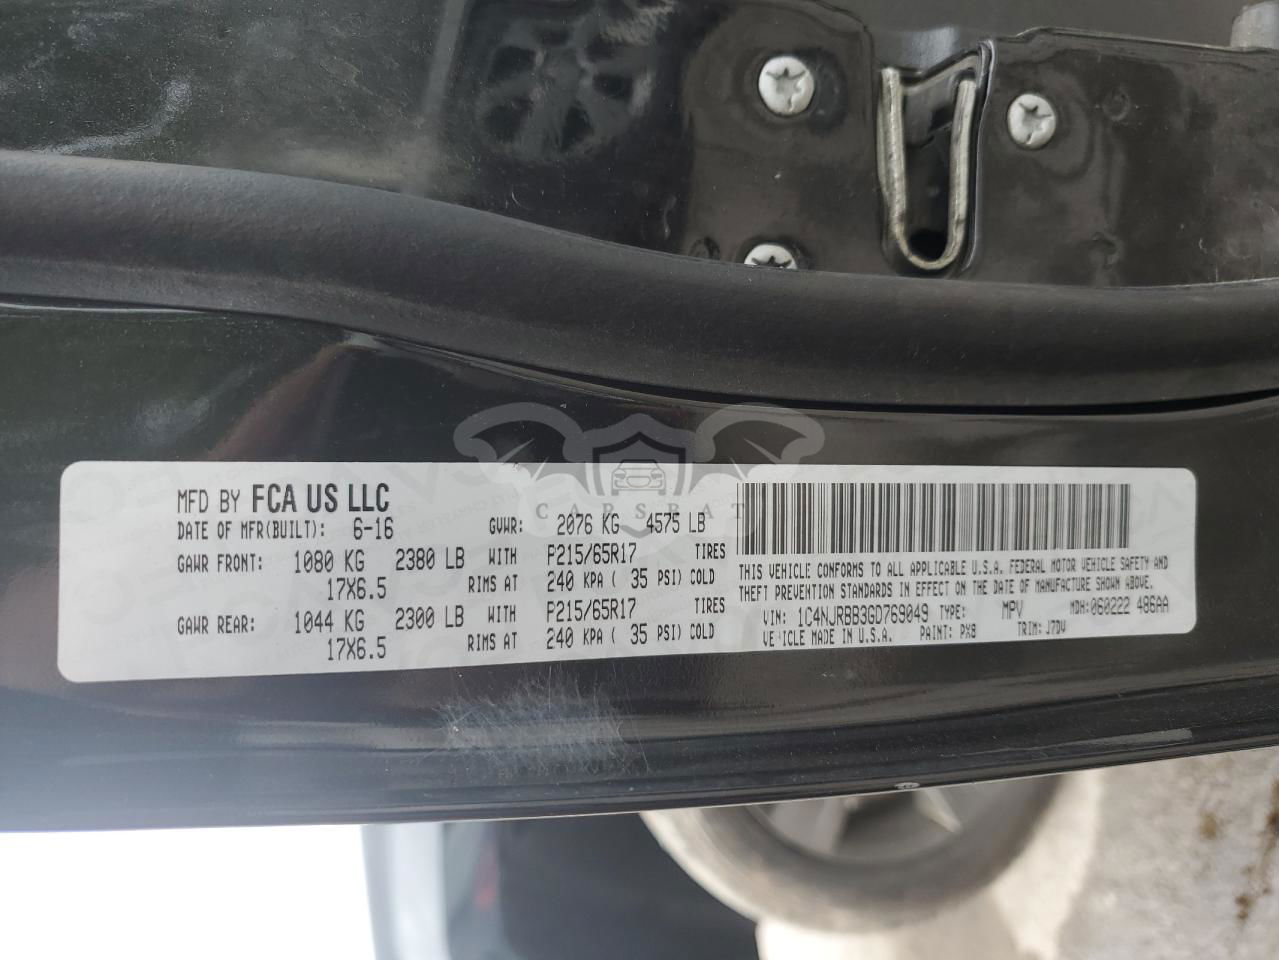 MFD BY FCA US LLC
DATE OF MFR(BUILT): 6-16 GVWR: 2076 KG 4575 LB
GAWR FRONT: 1080 KG 2380 LB WITH P215/65R17 TIRES
17X6.5 RIMS AT 240 KPA ( 35 PSI) COLD
GAWR REAR: 1044 KG 2300 LB WITH P215/65R17 TIRES
17X6.5 RIMS AT 240 KPA ( 35 PSI) COLD
THIS VEHICLE CONFORMS TO ALL APPLICABLE U.S.A. FEDERAL MOTOR VEHICLE SAFETY AND
THEFT PREVENTION STANDARDS IN EFFECT ON THE DATE OF MANUFACTURE SHOWN ABOVE.
VIN: 1C4NJRBB3GD769049 TYPE: MPV MDH:060222 486AA
VEHICLE MADE IN U.S.A. PAINT: PX8 TRIM: J7DV
CARSBAT